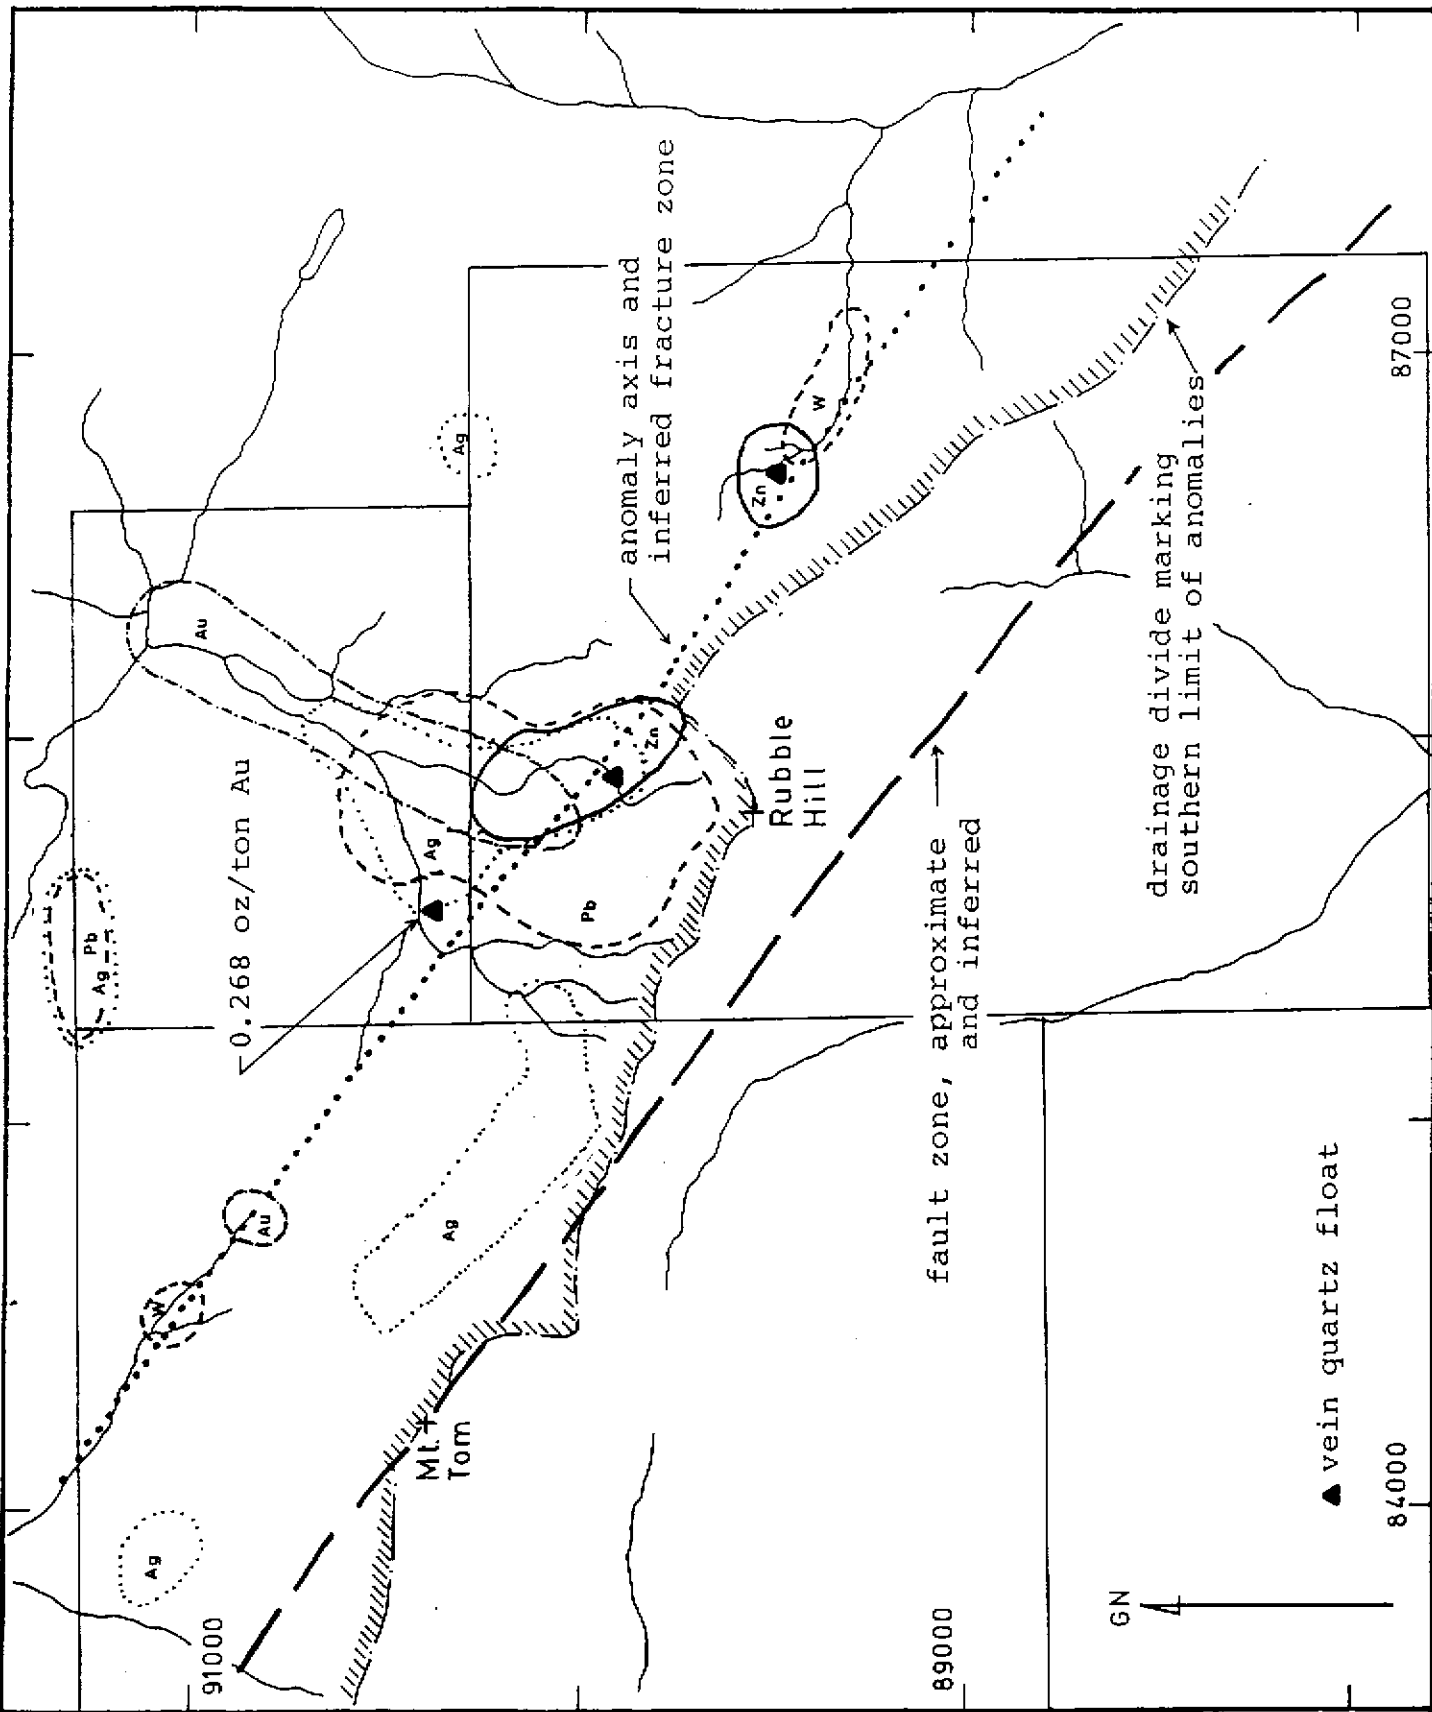 Ag
Pb
0.268 oz/ton Au
Au
Ag
anomaly axis and
inferred fracture zone
Ag
Pb
Zn
Zn
W
W
Au
Ag
Ag
Mt.
Tom
Rubble
Hill
fault zone, approximate
and inferred
drainage divide marking
southern limit of anomalies
91000
89000
GN
▲ vein quartz float
84000
87000